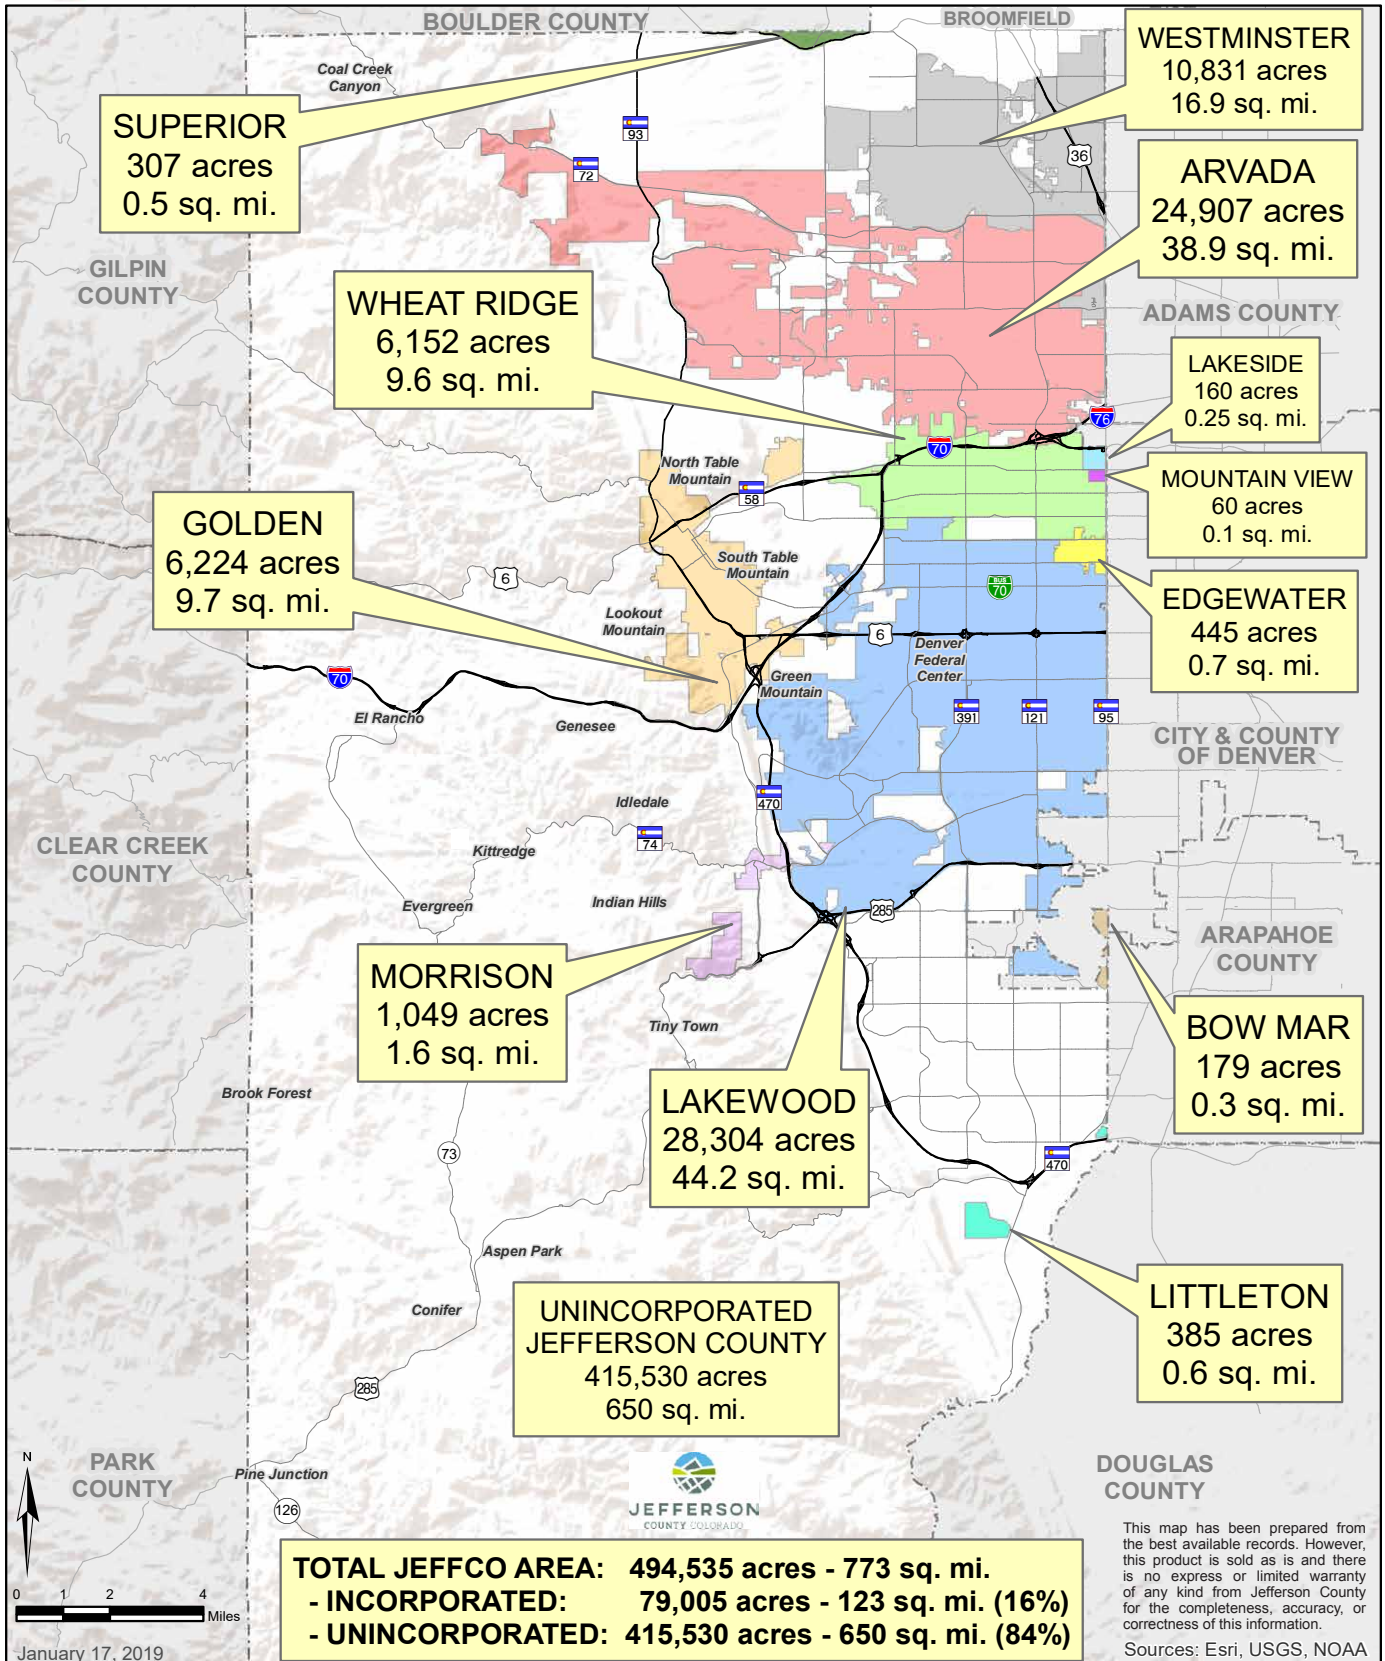 BOULDER COUNTY
BROOMFIELD
Coal Creek
Canyon
WESTMINSTER
10,831 acres
16.9 sq. mi.
SUPERIOR
307 acres
0.5 sq. mi.
93
72
36
ARVADA
24,907 acres
38.9 sq. mi.
GILPIN
COUNTY
WHEAT RIDGE
6,152 acres
9.6 sq. mi.
ADAMS COUNTY
LAKESIDE
160 acres
0.25 sq. mi.
76
70
North Table
Mountain
58
MOUNTAIN VIEW
60 acres
0.1 sq. mi.
GOLDEN
6,224 acres
9.7 sq. mi.
South Table
Mountain
6
BUS
70
EDGEWATER
445 acres
0.7 sq. mi.
Lookout
Mountain
6
Denver
Federal
Center
70
Green
Mountain
El Rancho
Genesee
391
121
95
CITY & COUNTY
OF DENVER
470
Idledale
74
CLEAR CREEK
COUNTY
Kittredge
Evergreen
Indian Hills
285
ARAPAHOE
COUNTY
MORRISON
1,049 acres
1.6 sq. mi.
Tiny Town
BOW MAR
179 acres
0.3 sq. mi.
Brook Forest
LAKEWOOD
28,304 acres
44.2 sq. mi.
73
470
Aspen Park
Conifer
UNINCORPORATED
JEFFERSON COUNTY
415,530 acres
650 sq. mi.
LITTLETON
385 acres
0.6 sq. mi.
285
PARK
COUNTY
Pine Junction
126
JEFFERSON
COUNTY COLORADO
DOUGLAS
COUNTY
N
0 1 2 4
Miles
January 17, 2019
TOTAL JEFFCO AREA: 494,535 acres - 773 sq. mi.
- INCORPORATED: 79,005 acres - 123 sq. mi. (16%)
- UNINCORPORATED: 415,530 acres - 650 sq. mi. (84%)
This map has been prepared from
the best available records. However,
this product is sold as is and there
is no express or limited warranty
of any kind from Jefferson County
for the completeness, accuracy, or
correctness of this information.
Sources: Esri, USGS, NOAA